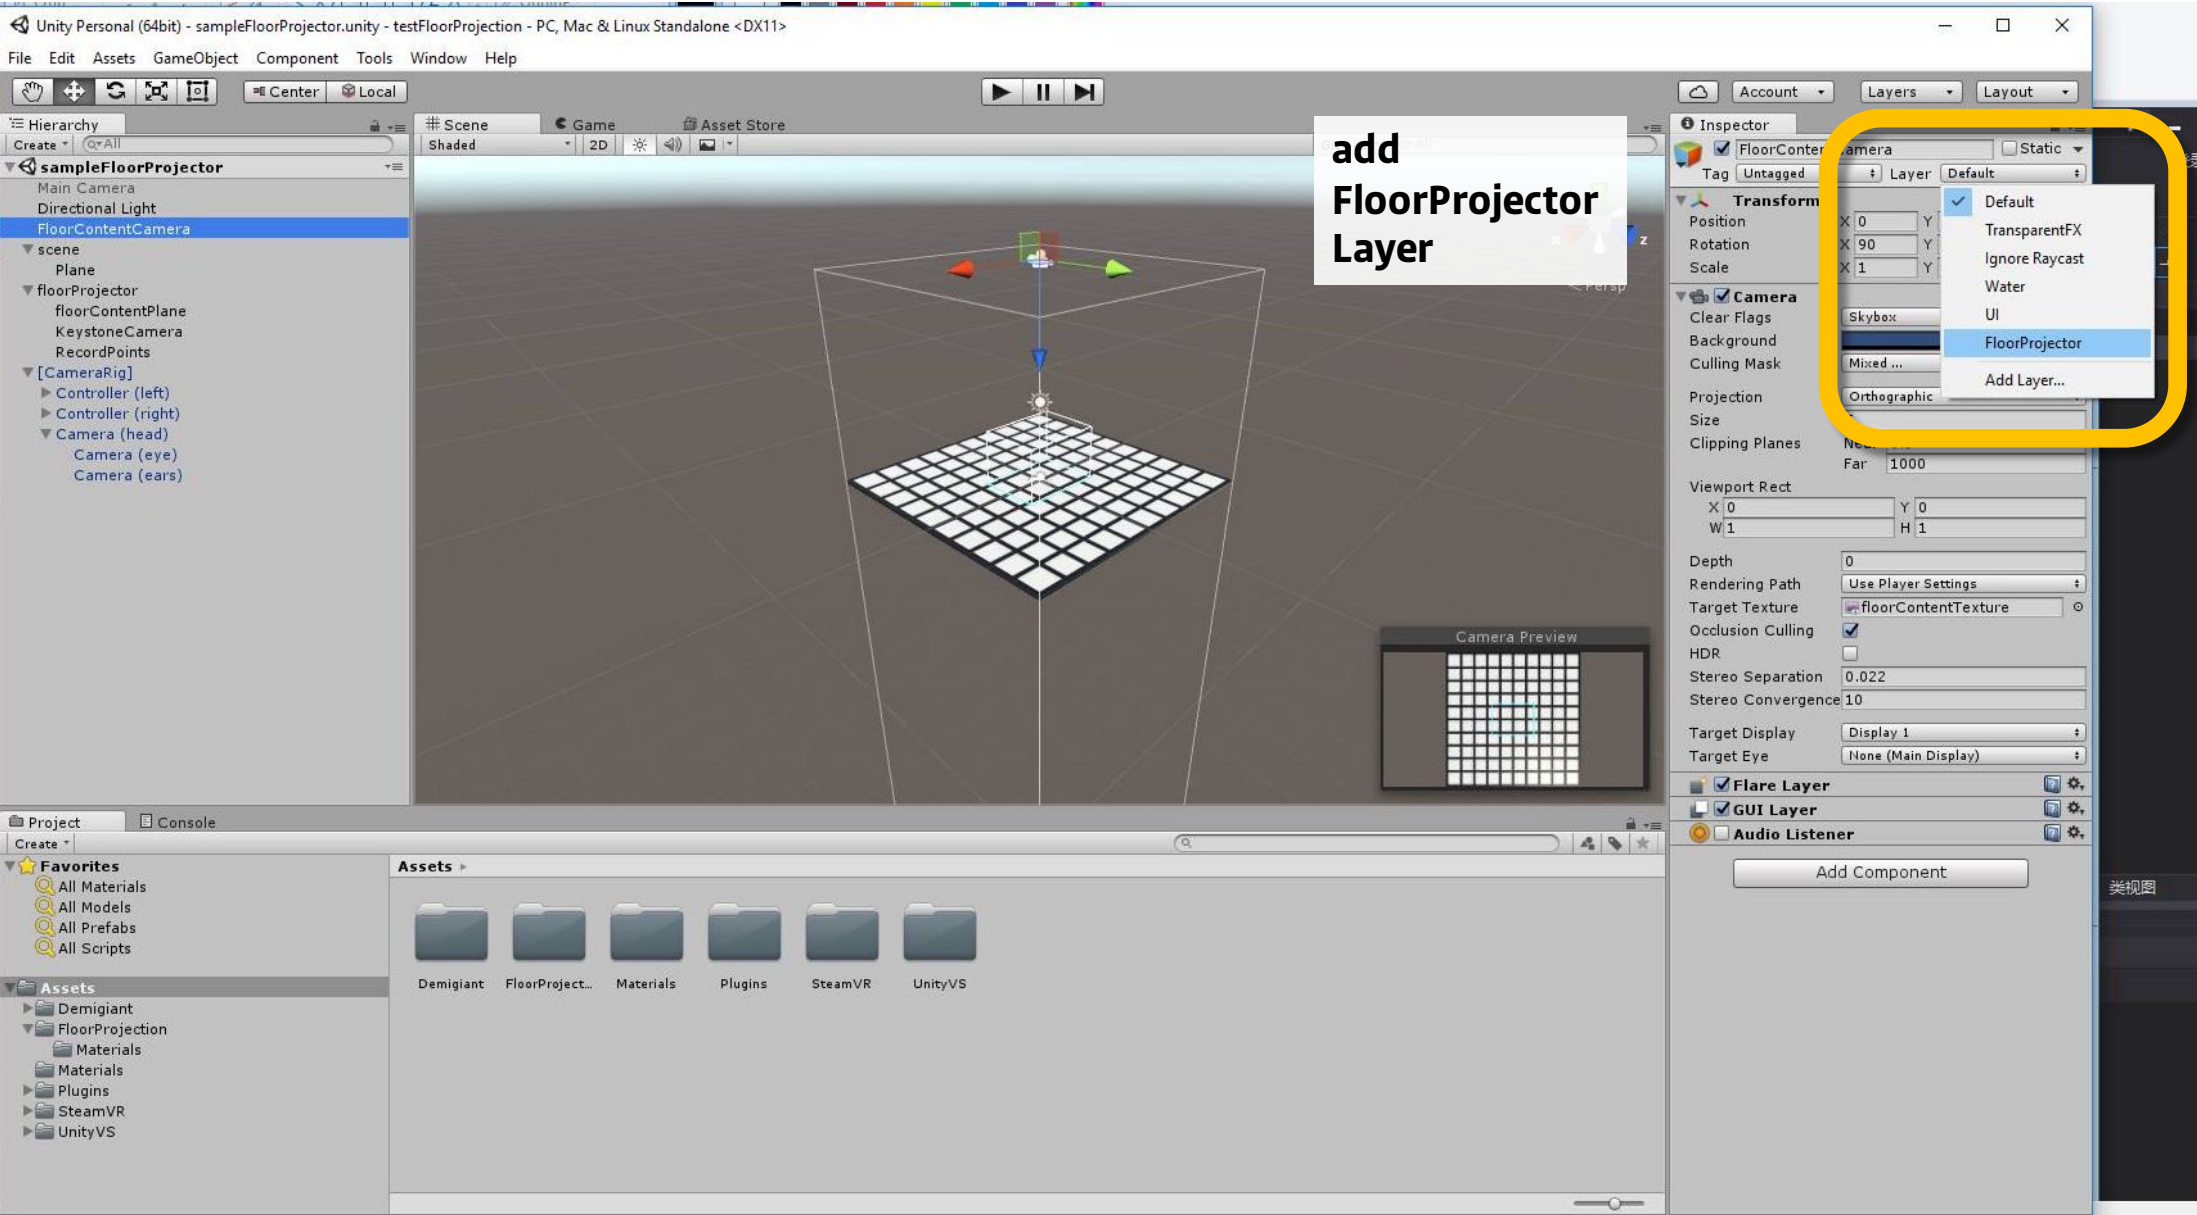 Unity Personal (64bit) - sampleFloorProjector.unity - testFloorProjection - PC, Mac & Linux Standalone <DX11>
File Edit Assets GameObject Component Tools Window Help
Center Local
Account Layers Layout
Hierarchy
Create All
sampleFloorProjector
Main Camera
Directional Light
FloorContentCamera
scene
Plane
floorProjector
floorContentPlane
KeystoneCamera
RecordPoints
[CameraRig]
Controller (left)
Controller (right)
Camera (head)
Camera (eye)
Camera (ears)
Scene Game Asset Store
Shaded 2D
add
FloorProjector
Layer
z
Persp
Camera Preview
Inspector
Static
Tag Untagged Layer Default
Default
TransparentFX
Ignore Raycast
Water
UI
FloorProjector
Add Layer...
Transform
Position X 0 Y
Rotation X 90 Y
Scale X 1 Y
Camera
Clear Flags Skybox
Background
Culling Mask Mixed ...
Projection Orthographic
Size
Clipping Planes
Far 1000
Viewport Rect
X 0 Y 0
W 1 H 1
Depth 0
Rendering Path Use Player Settings
Target Texture floorContentTexture
Occlusion Culling
HDR
Stereo Separation 0.022
Stereo Convergence 10
Target Display Display 1
Target Eye None (Main Display)
Flare Layer
GUI Layer
Audio Listener
Add Component
类视图
Project Console
Create
Favorites
All Materials
All Models
All Prefabs
All Scripts
Assets
Demigiant
FloorProjection
Materials
Materials
Plugins
SteamVR
UnityVS
Assets
Demigiant FloorProject... Materials Plugins SteamVR UnityVS